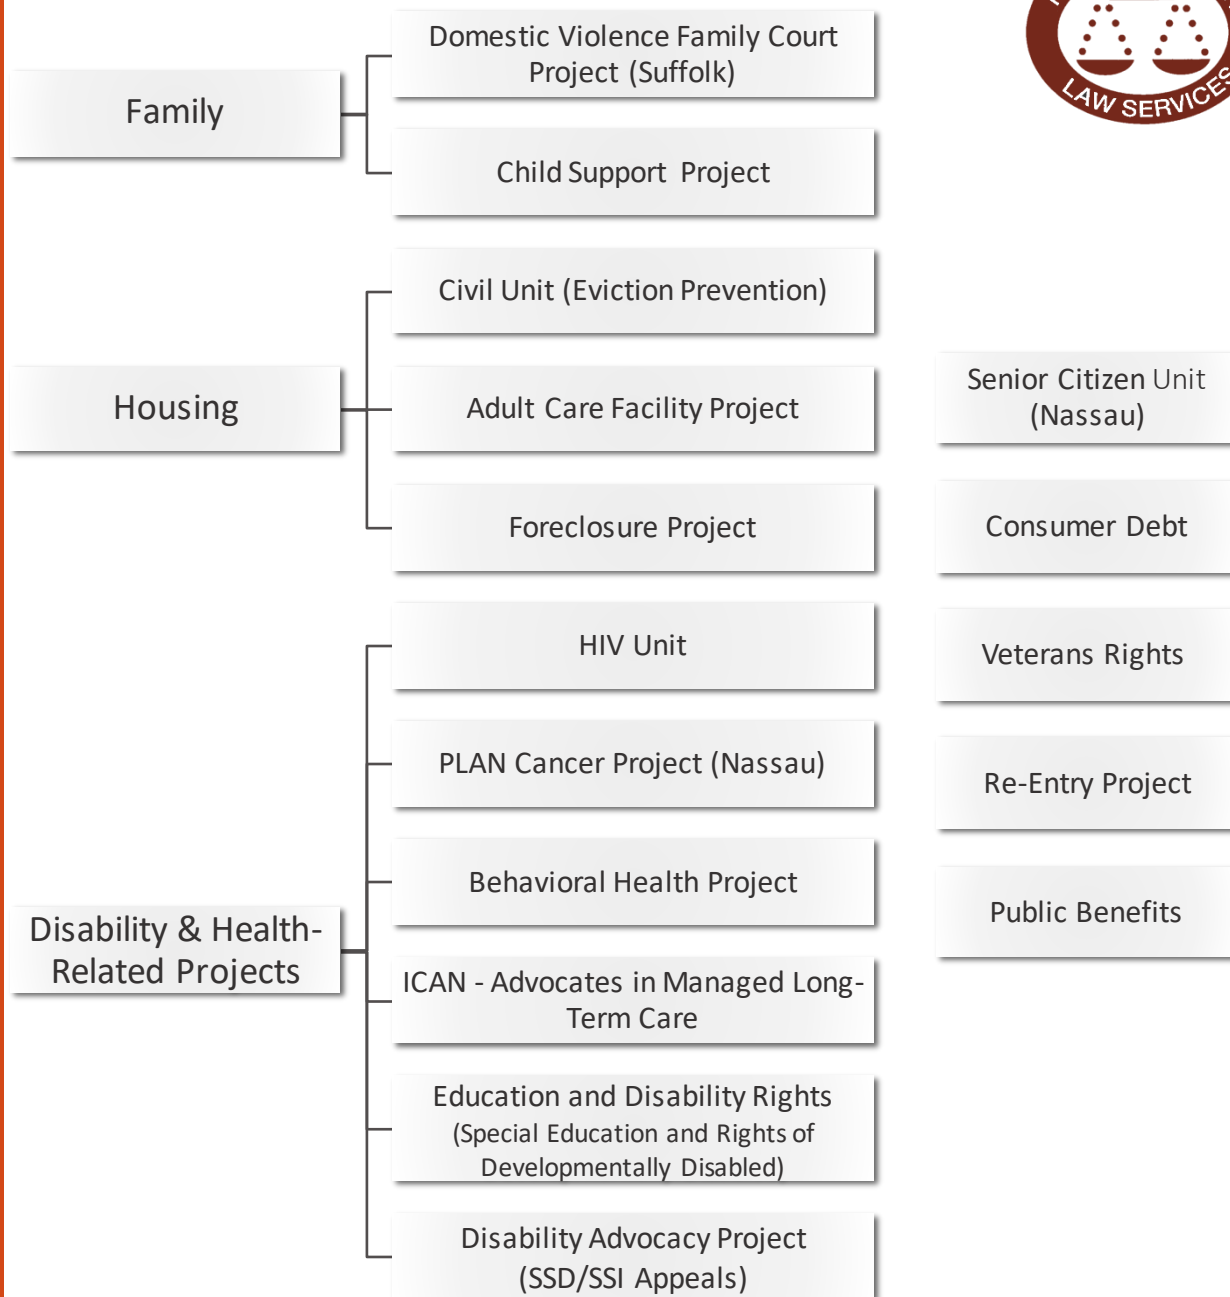 LAW SERVICES
Family
Domestic Violence Family Court
Project (Suffolk)
Child Support Project
Housing
Civil Unit (Eviction Prevention)
Adult Care Facility Project
Foreclosure Project
Disability & Health-
Related Projects
HIV Unit
PLAN Cancer Project (Nassau)
Behavioral Health Project
ICAN - Advocates in Managed Long-
Term Care
Education and Disability Rights
(Special Education and Rights of
Developmentally Disabled)
Disability Advocacy Project
(SSD/SSI Appeals)
Senior Citizen Unit
(Nassau)
Consumer Debt
Veterans Rights
Re-Entry Project
Public Benefits